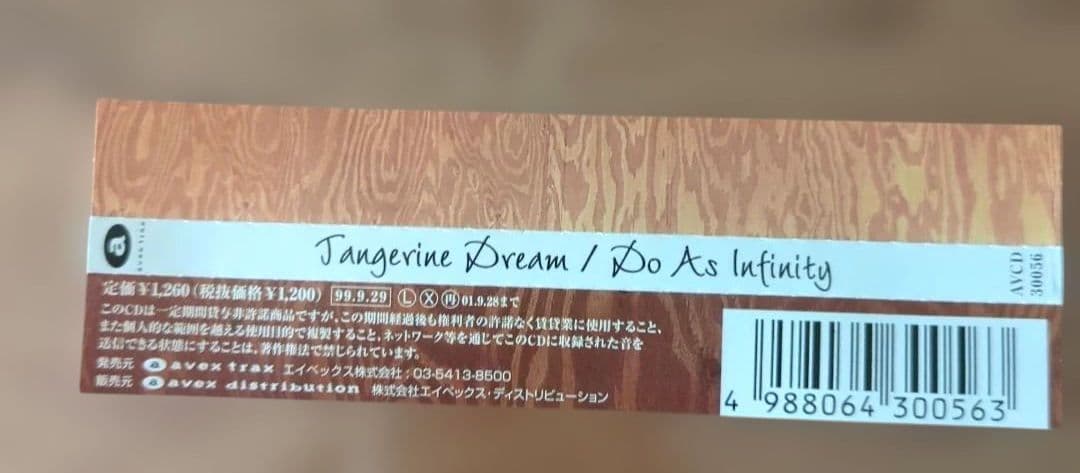 a
avex trax
Tangerine Dream / Do As Infinity
AVCD
30056
定価¥1,260(税抜価格¥1,200) 99.9.29 Ⓛ Ⓧ ㊢ 01.9.28まで
このCDは一定期間貸与非許諾商品ですが、この期間経過後も権利者の許諾なく賃貸業に使用すること、
また個人的な範囲を越える使用目的で複製すること、ネットワーク等を通じてこのCDに収録された音を
送信できる状態にすることは、著作権法で禁じられています。
発売元 a avex trax エイベックス株式会社:03-5413-8500
販売元 a avex distribution 株式会社エイベックス・ディストリビューション
4 988064 300563